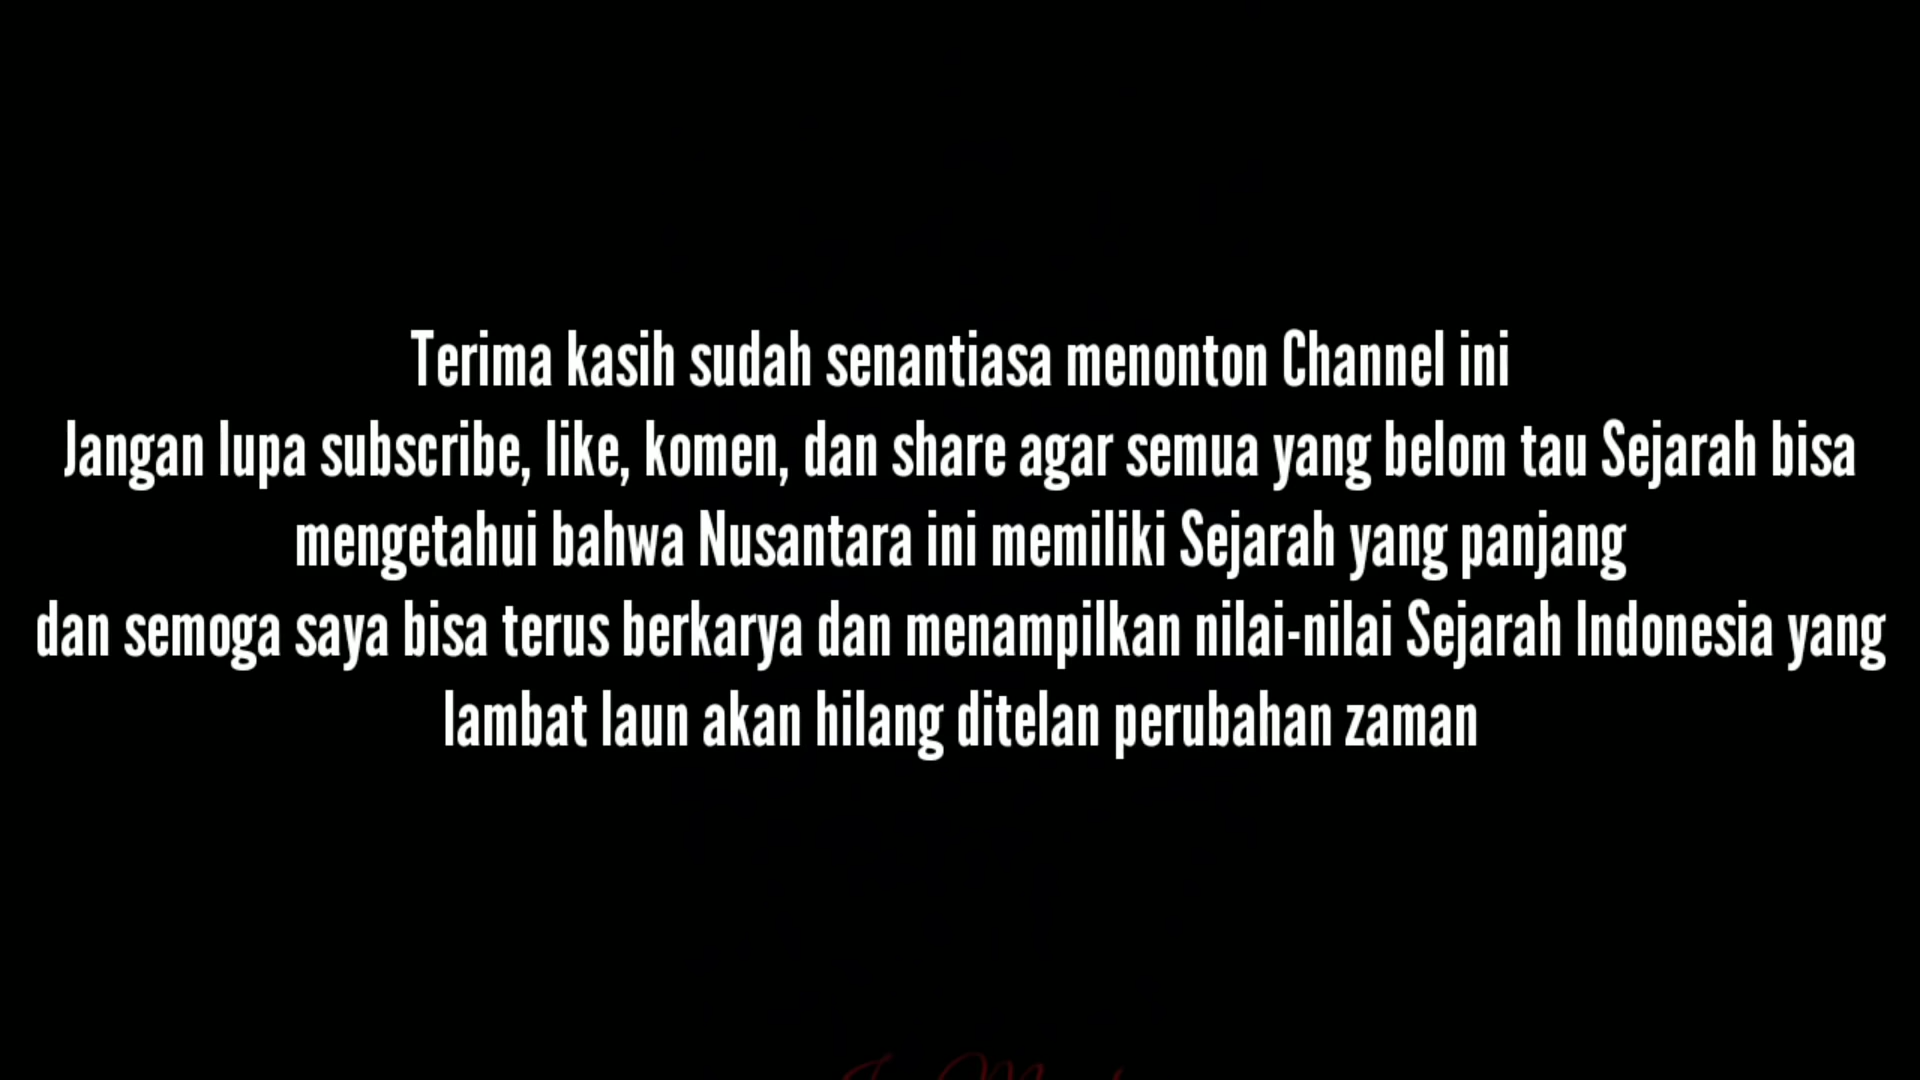 Terima kasih sudah senantiasa menonton Channel ini
Jangan lupa subscribe, like, komen, dan share agar semua yang belom tau Sejarah bisa
mengetahui bahwa Nusantara ini memiliki Sejarah yang panjang
dan semoga saya bisa terus berkarya dan menampilkan nilai-nilai Sejarah Indonesia yang
lambat laun akan hilang ditelan perubahan zaman